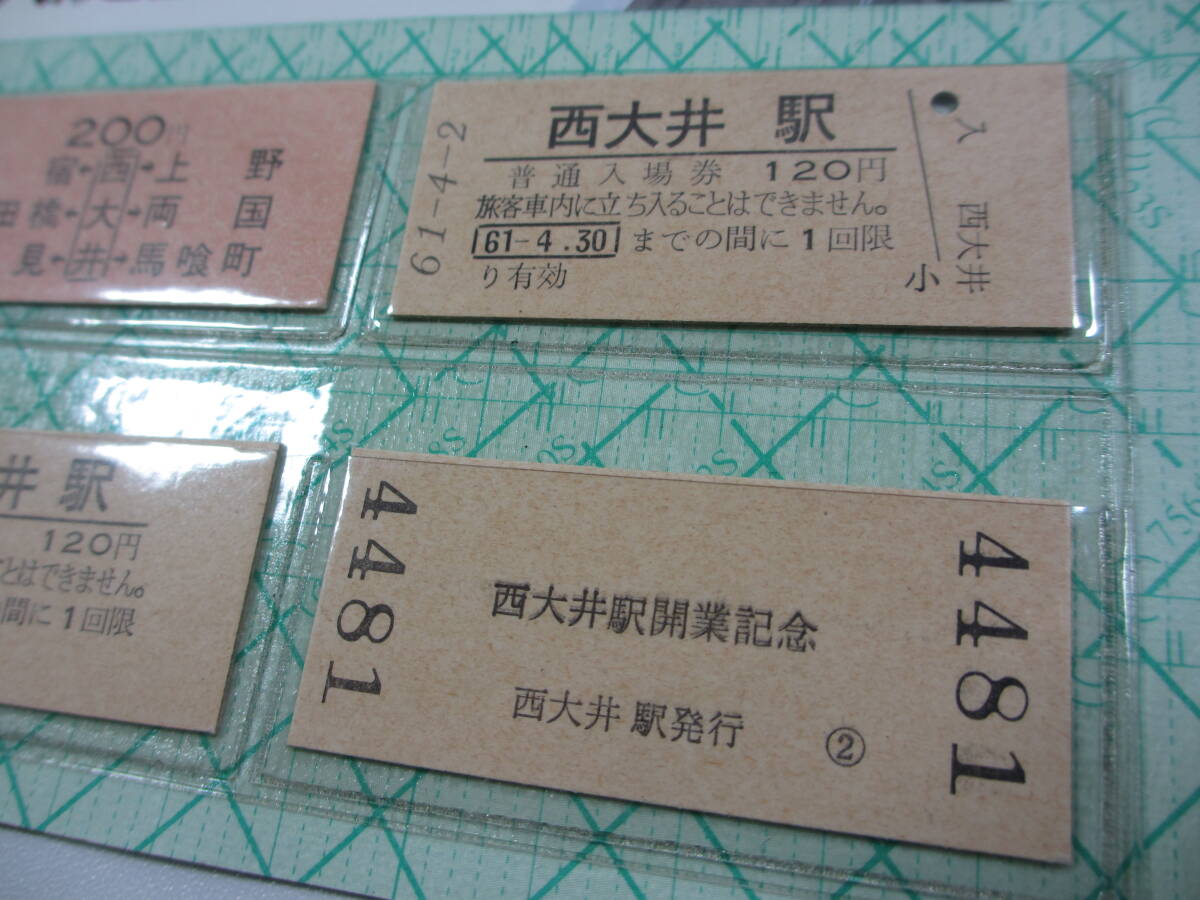 200円
宿←西→上野
田橋←大→両国
見←井→馬喰町
61-4-2
西大井駅
普通入場券 120円
旅客車内に立ち入ることはできません。
61-4.30 までの間に1回限
り有効
入 西大井
小
井駅
120円
ことはできません。
の間に1回限
4481
西大井駅開業記念
西大井駅発行
②
4481